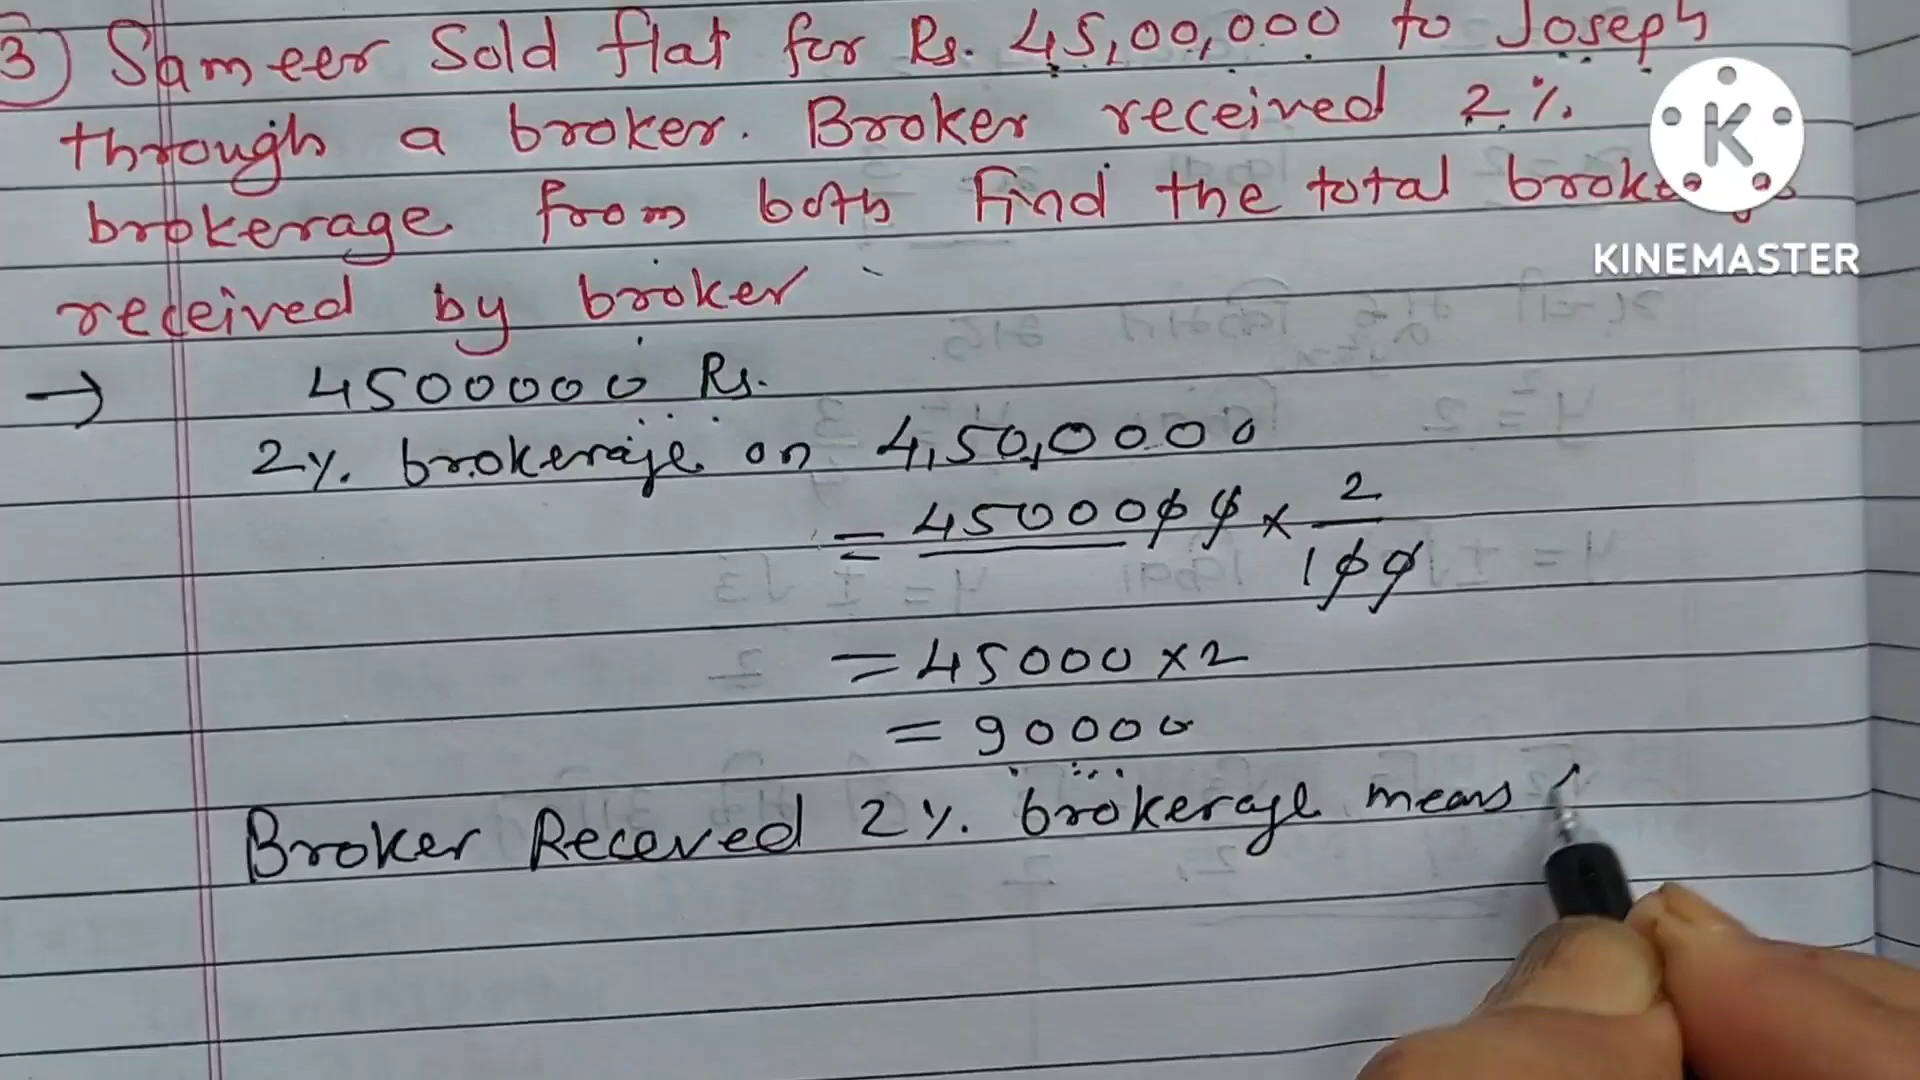 3) Sameer Sold flat for Rs. 45,00,000 to Joseph
through a broker. Broker received 2%
brokerage from both Find the total
received by broker
→ 4500000 Rs.
2%. brokeraje on 4,50,0000
= 4500000 × 2/100
= 45000 × 2
= 90000
Broker Receved 2%. brokerage means
KINEMASTER